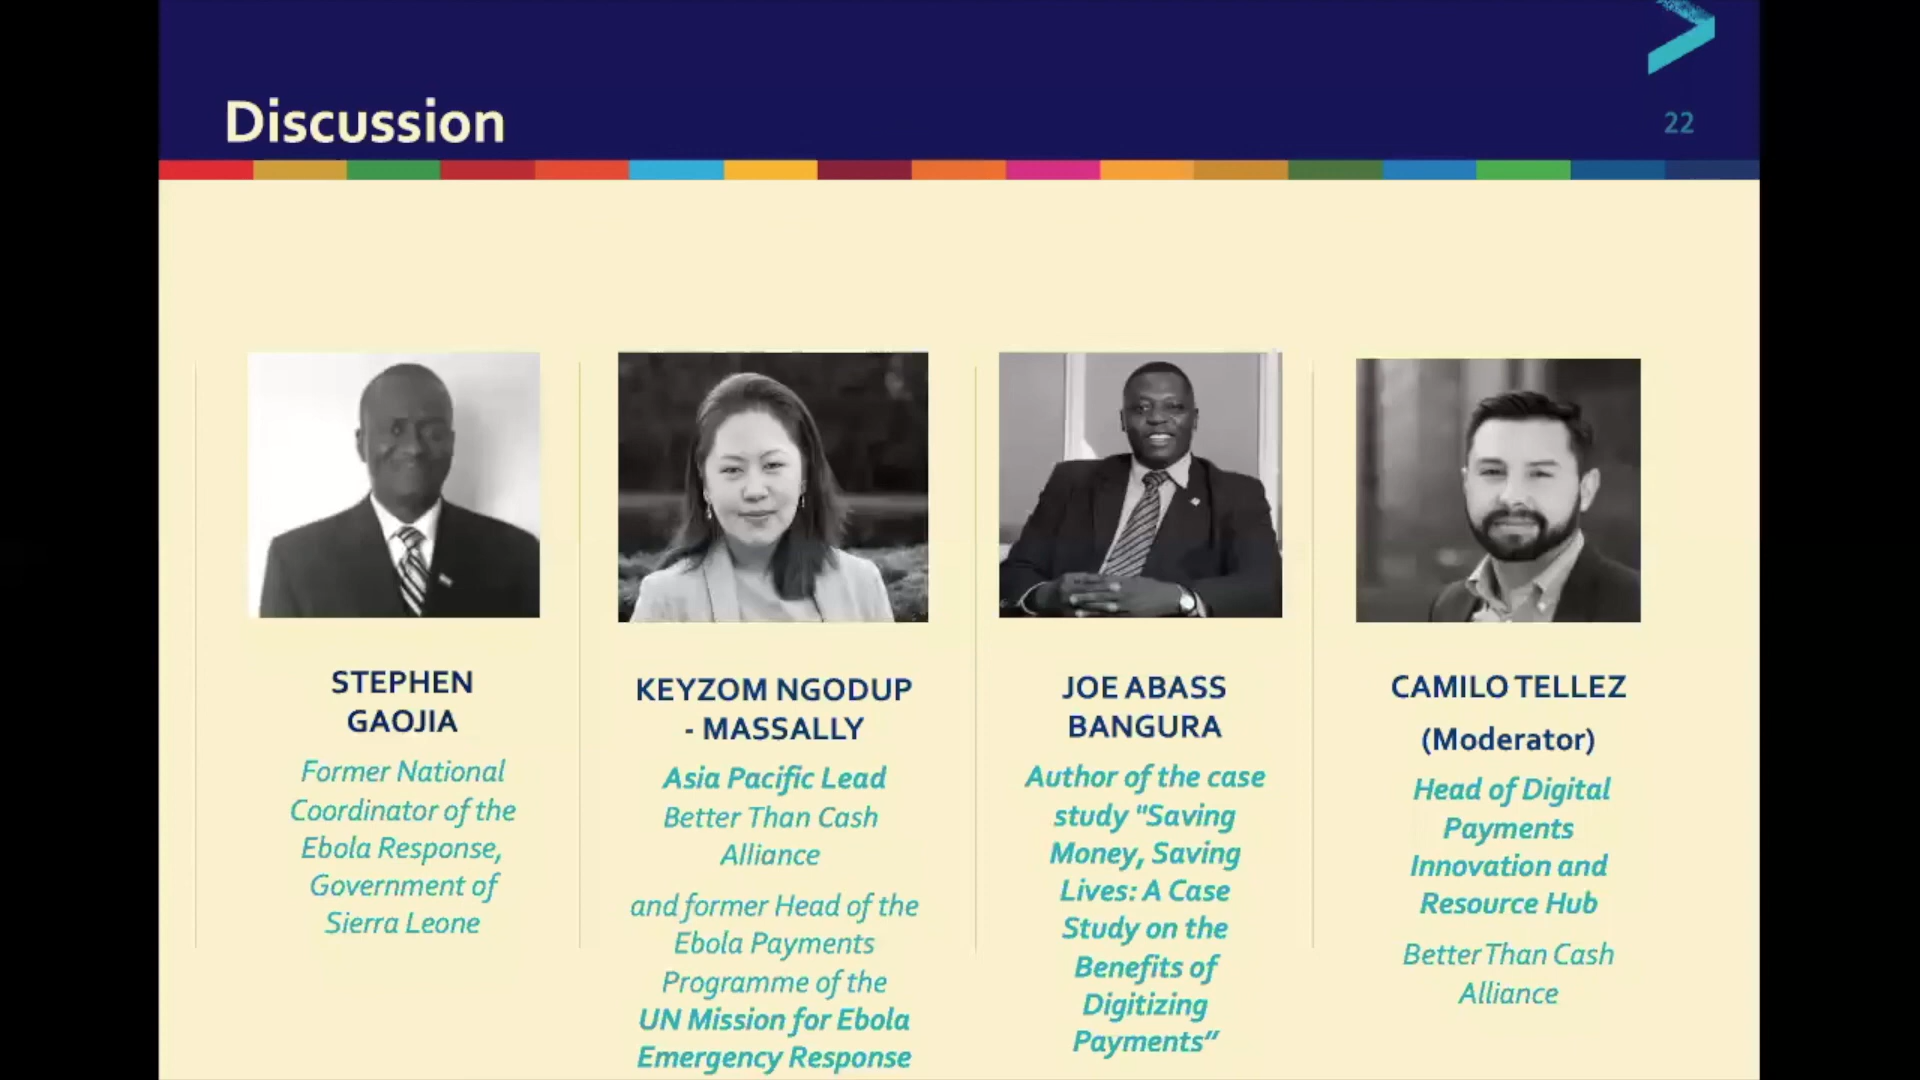 Discussion
22
STEPHEN
GAOJIA
Former National
Coordinator of the
Ebola Response,
Government of
Sierra Leone
KEYZOM NGODUP
- MASSALLY
Asia Pacific Lead
Better Than Cash
Alliance
and former Head of the
Ebola Payments
Programme of the
UN Mission for Ebola
Emergency Response
JOE ABASS
BANGURA
Author of the case
study "Saving
Money, Saving
Lives: A Case
Study on the
Benefits of
Digitizing
Payments”
CAMILO TELLEZ
(Moderator)
Head of Digital
Payments
Innovation and
Resource Hub
Better Than Cash
Alliance